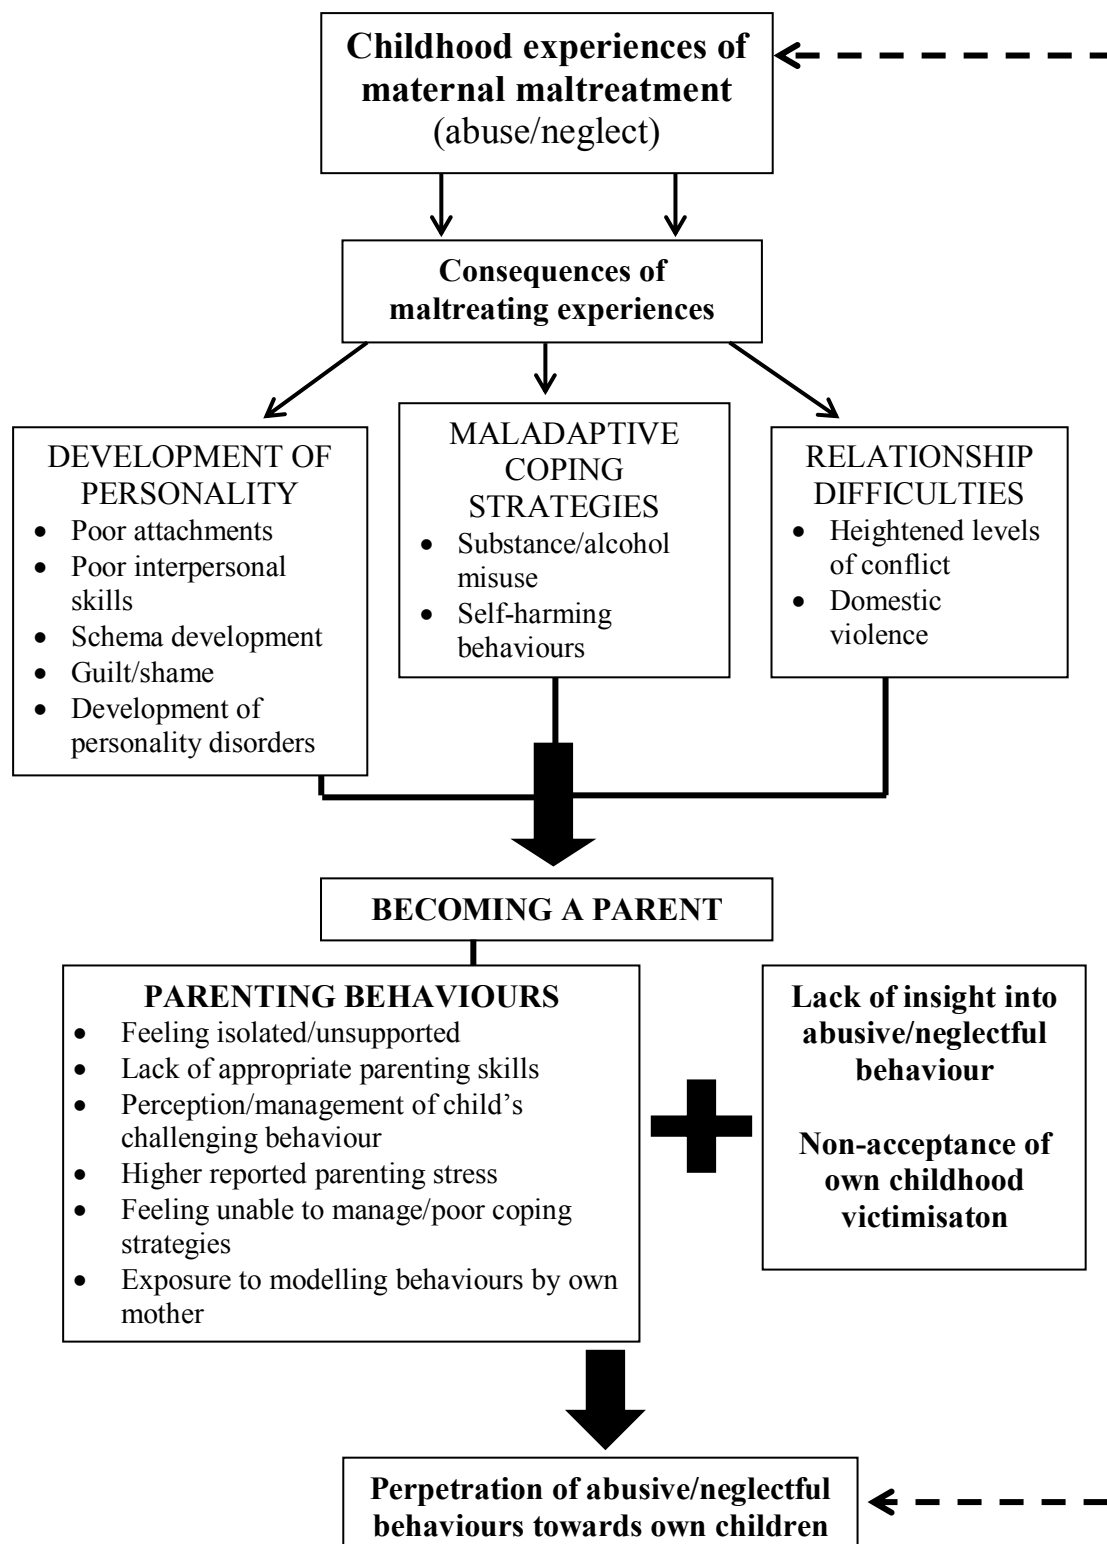 Childhood experiences of
maternal maltreatment
(abuse/neglect)
Consequences of
maltreating experiences
DEVELOPMENT OF
PERSONALITY
• Poor attachments
• Poor interpersonal
skills
• Schema development
• Guilt/shame
• Development of
personality disorders
MALADAPTIVE
COPING
STRATEGIES
• Substance/alcohol
misuse
• Self-harming
behaviours
RELATIONSHIP
DIFFICULTIES
• Heightened levels
of conflict
• Domestic
violence
BECOMING A PARENT
PARENTING BEHAVIOURS
• Feeling isolated/unsupported
• Lack of appropriate parenting skills
• Perception/management of child’s
challenging behaviour
• Higher reported parenting stress
• Feeling unable to manage/poor coping
strategies
• Exposure to modelling behaviours by own
mother
Lack of insight into
abusive/neglectful
behaviour
Non-acceptance of
own childhood
victimisaton
Perpetration of abusive/neglectful
behaviours towards own children